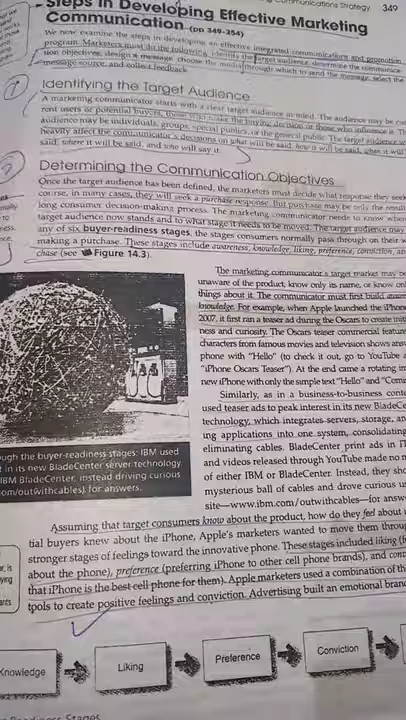 Communications Strategy 349
Steps in Developing Effective Marketing
Communication (pp 349–354)
We now examine the steps in developing an effective integrated communications and promotion
program. Marketers must do the following: Identify the target audience, determine the communica-
tion objectives, design a message, choose the media through which to send the message, select the
message source, and collect feedback.
1
Identifying the Target Audience
A marketing communicator starts with a clear target audience in mind. The audience may be cur
rent users or potential buyers, those who make the buying decision or those who influence it. Th
audience may be individuals, groups, special publics, or the general public. The target audience w
heavily affect the communicator's decisions on what will be said, how it will be said, when it will
said, where it will be said, and who will say it.
2
Determining the Communication Objectives
Once the target audience has been defined, the marketers must decide what response they seek
course, in many cases, they will seek a purchase response. But purchase may be only the result
long consumer decision-making process. The marketing communicator needs to know where
target audience now stands and to what stage it needs to be moved. The target audience may
any of six buyer-readiness stages, the stages consumers normally pass through on their w
making a purchase. These stages include awareness, knowledge, liking, preference, conviction, an
chase (see Figure 14.3).
The marketing communicator's target market may be
unaware of the product, know only its name, or know onl
things about it. The communicator must first build aware
knowledge. For example, when Apple launched the iPhone
2007, it first ran a teaser ad during the Oscars to create init
ness and curiosity. The Oscars teaser commercial feature
characters from famous movies and television shows ans
phone with "Hello" (to check it out, go to YouTube a
"iPhone Oscars Teaser"). At the end came a rotating im
new iPhone with only the simple text "Hello" and "Comi
Similarly, as in a business-to-business conte
used teaser ads to peak interest in its new BladeCe
technology, which integrates servers, storage, an
ing applications into one system, consolidating
eliminating cables. BladeCenter print ads in IT
and videos released through YouTube made no m
of either IBM or BladeCenter. Instead, they sho
mysterious ball of cables and drove curious us
site—www.ibm.com/outwithcables—for answ
ough the buyer-readiness stages: IBM used
t in its new BladeCenter server technology
IBM BladeCenter, instead driving curious
com/outwithcables) for answers.
Assuming that target consumers know about the product, how do they feel about i
tial buyers knew about the iPhone, Apple's marketers wanted to move them throug
stronger stages of feelings toward the innovative phone. These stages included liking (f
about the phone), preference (preferring iPhone to other cell phone brands), and conv
that iPhone is the best cell phone for them). Apple marketers used a combination of th
tools to create positive feelings and conviction. Advertising built an emotional bran
Knowledge
Liking
Preference
Conviction
Stages